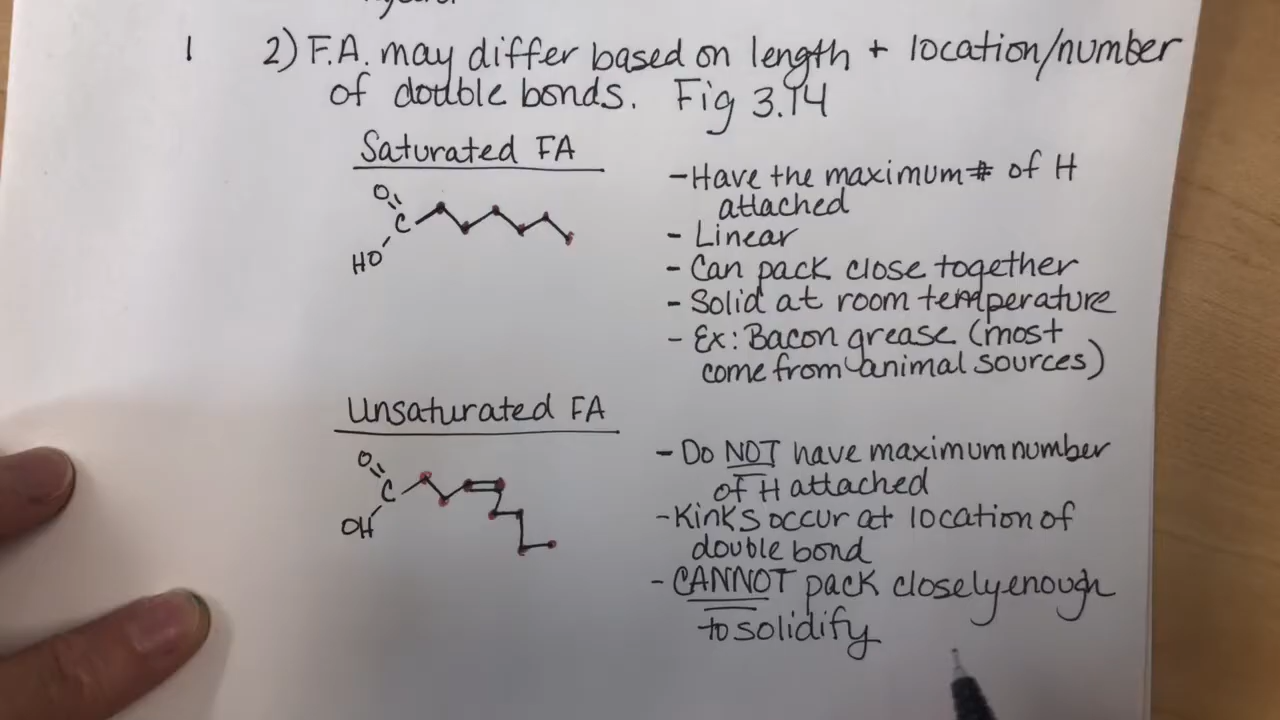 1 2) F.A. may differ based on length + location/number
of double bonds. Fig 3.14
Saturated FA
O
C
HO
-Have the maximum # of H
attached
- Linear
- Can pack close together
- Solid at room temperature
- Ex: Bacon grease (most
come from animal sources)
Unsaturated FA
O
C
OH
- Do NOT have maximum number
of H attached
-Kinks occur at location of
double bond
- CANNOT pack closely enough
to solidify